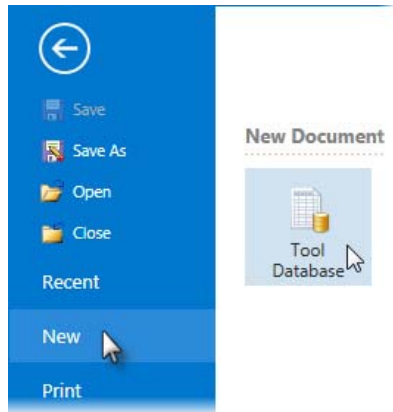 Save
Save As
Open
Close
Recent
New
Print
New Document
Tool
Database